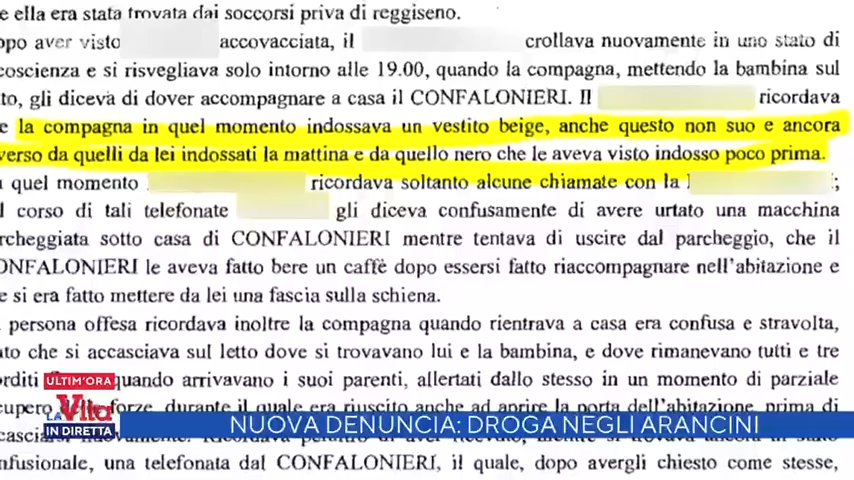 e ella era stata trovata dai soccorsi priva di reggiseno.
opo aver visto accovacciata, il crollava nuovamente in uno stato di
coscienza e si risvegliava solo intorno alle 19.00, quando la compagna, mettendo la bambina sul
to, gli diceva di dover accompagnare a casa il CONFALONIERI. Il ricordava
e la compagna in quel momento indossava un vestito beige, anche questo non suo e ancora
verso da quelli da lei indossati la mattina e da quello nero che le aveva visto indosso poco prima.
quel momento ricordava soltanto alcune chiamate con la ;
l corso di tali telefonate gli diceva confusamente di avere urtato una macchina
rcheggiata sotto casa di CONFALONIERI mentre tentava di uscire dal parcheggio, che il
ONFALONIERI le aveva fatto bere un caffè dopo essersi fatto riaccompagnare nell'abitazione e
e si era fatto mettere da lei una fascia sulla schiena.
persona offesa ricordava inoltre la compagna quando rientrava a casa era confusa e stravolta,
to che si accasciava sul letto dove si trovavano lui e la bambina, e dove rimanevano tutti e tre
orditi quando arrivavano i suoi parenti, allertati dallo stesso in un momento di parziale
cupero forze, durante il quale era riuscito anche ad aprire la porta dell'abitazione, prima di
nfusionale, una telefonata dal CONFALONIERI, il quale, dopo avergli chiesto come stesse,
ULTIM'ORA
LA Vita
IN DIRETTA
NUOVA DENUNCIA: DROGA NEGLI ARANCINI